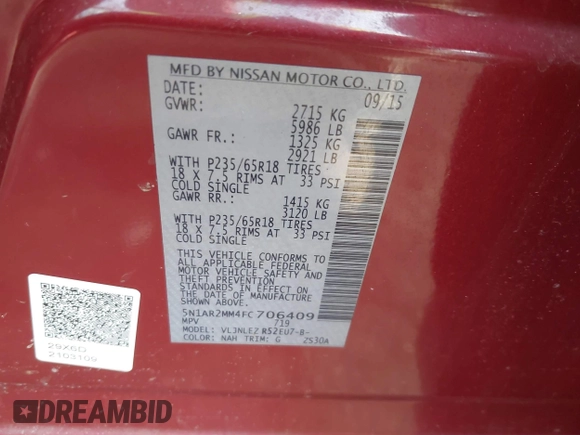 MFD BY NISSAN MOTOR CO., LTD.
DATE: 09/15
GVWR: 2715 KG
5986 LB
GAWR FR.: 1325 KG
2921 LB
WITH P235/65R18 TIRES
18 X 7.5 RIMS AT 33 PSI
COLD SINGLE
GAWR RR.: 1415 KG
3120 LB
WITH P235/65R18 TIRES
18 X 7.5 RIMS AT 33 PSI
COLD SINGLE
THIS VEHICLE CONFORMS TO
ALL APPLICABLE FEDERAL
MOTOR VEHICLE SAFETY AND
THEFT PREVENTION
STANDARDS IN EFFECT ON
THE DATE OF MANUFACTURE
SHOWN ABOVE.
5N1AR2MM4FC706409
MPV 719
MODEL: VLJNLEZ R52EU7-B-
COLOR: NAH TRIM: G 2S30A
29X6D
2103109
DREAMBID